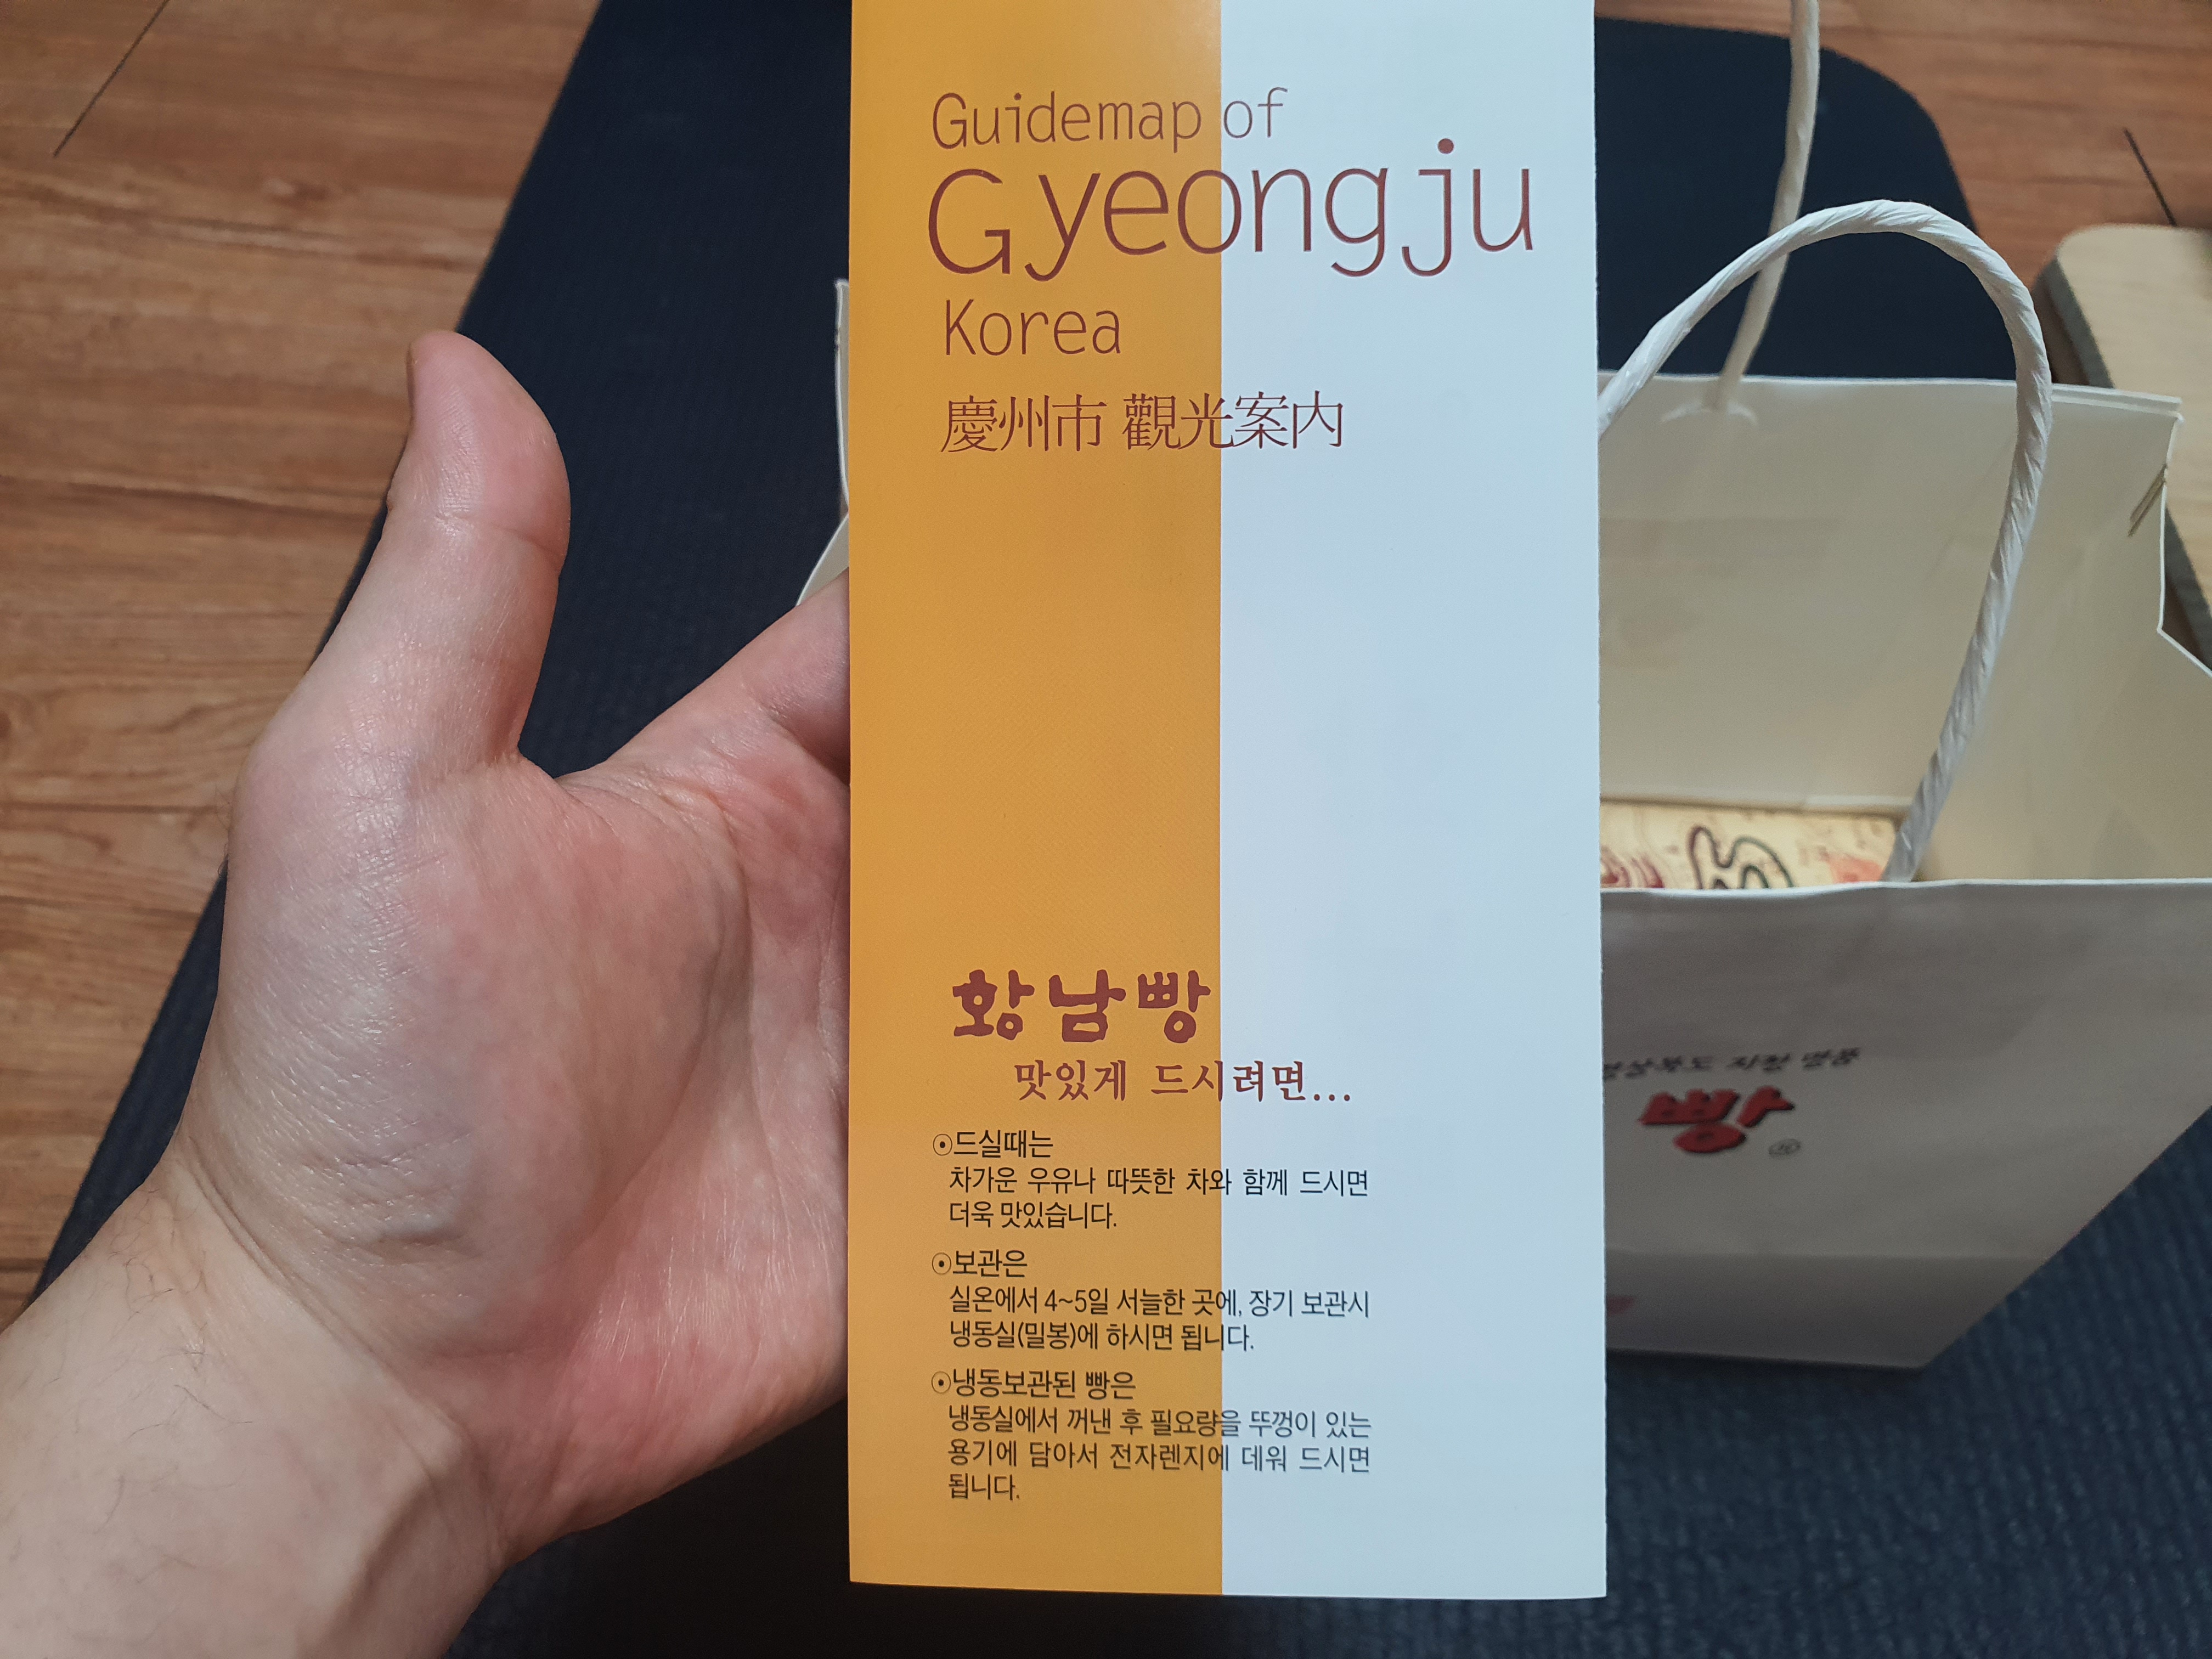 Guidemap of
Gyeongju
Korea
慶州市 觀光案内
황남빵
맛있게 드시려면...
⊙드실때는
차가운 우유나 따뜻한 차와 함께 드시면
더욱 맛있습니다.
⊙보관은
실온에서 4~5일 서늘한 곳에, 장기 보관시
냉동실(밀봉)에 하시면 됩니다.
⊙냉동보관된 빵은
냉동실에서 꺼낸 후 필요량을 뚜껑이 있는
용기에 담아서 전자렌지에 데워 드시면
됩니다.
지정 명품
빵